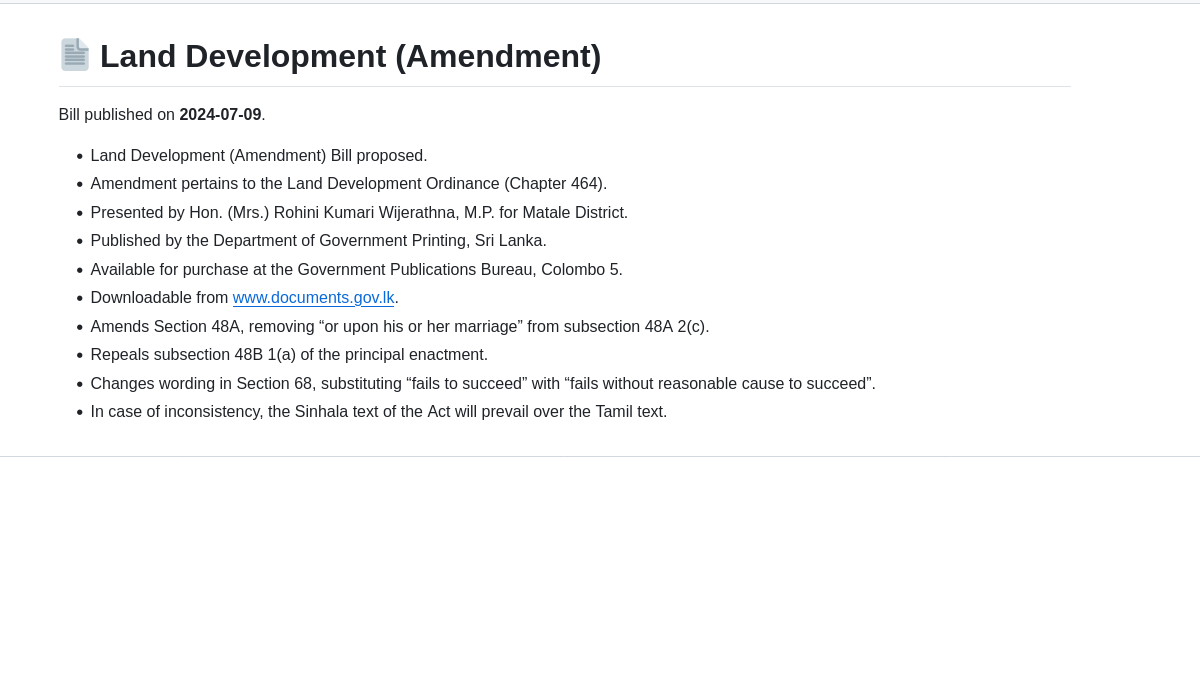 Land Development (Amendment)
Bill published on 2024-07-09.
Land Development (Amendment) Bill proposed.
Amendment pertains to the Land Development Ordinance (Chapter 464).
Presented by Hon. (Mrs.) Rohini Kumari Wijerathna, M.P. for Matale District.
Published by the Department of Government Printing, Sri Lanka.
Available for purchase at the Government Publications Bureau, Colombo 5.
Downloadable from www.documents.gov.lk.
Amends Section 48A, removing “or upon his or her marriage” from subsection 48A 2(c).
Repeals subsection 48B 1(a) of the principal enactment.
Changes wording in Section 68, substituting “fails to succeed” with “fails without reasonable cause to succeed”.
In case of inconsistency, the Sinhala text of the Act will prevail over the Tamil text.